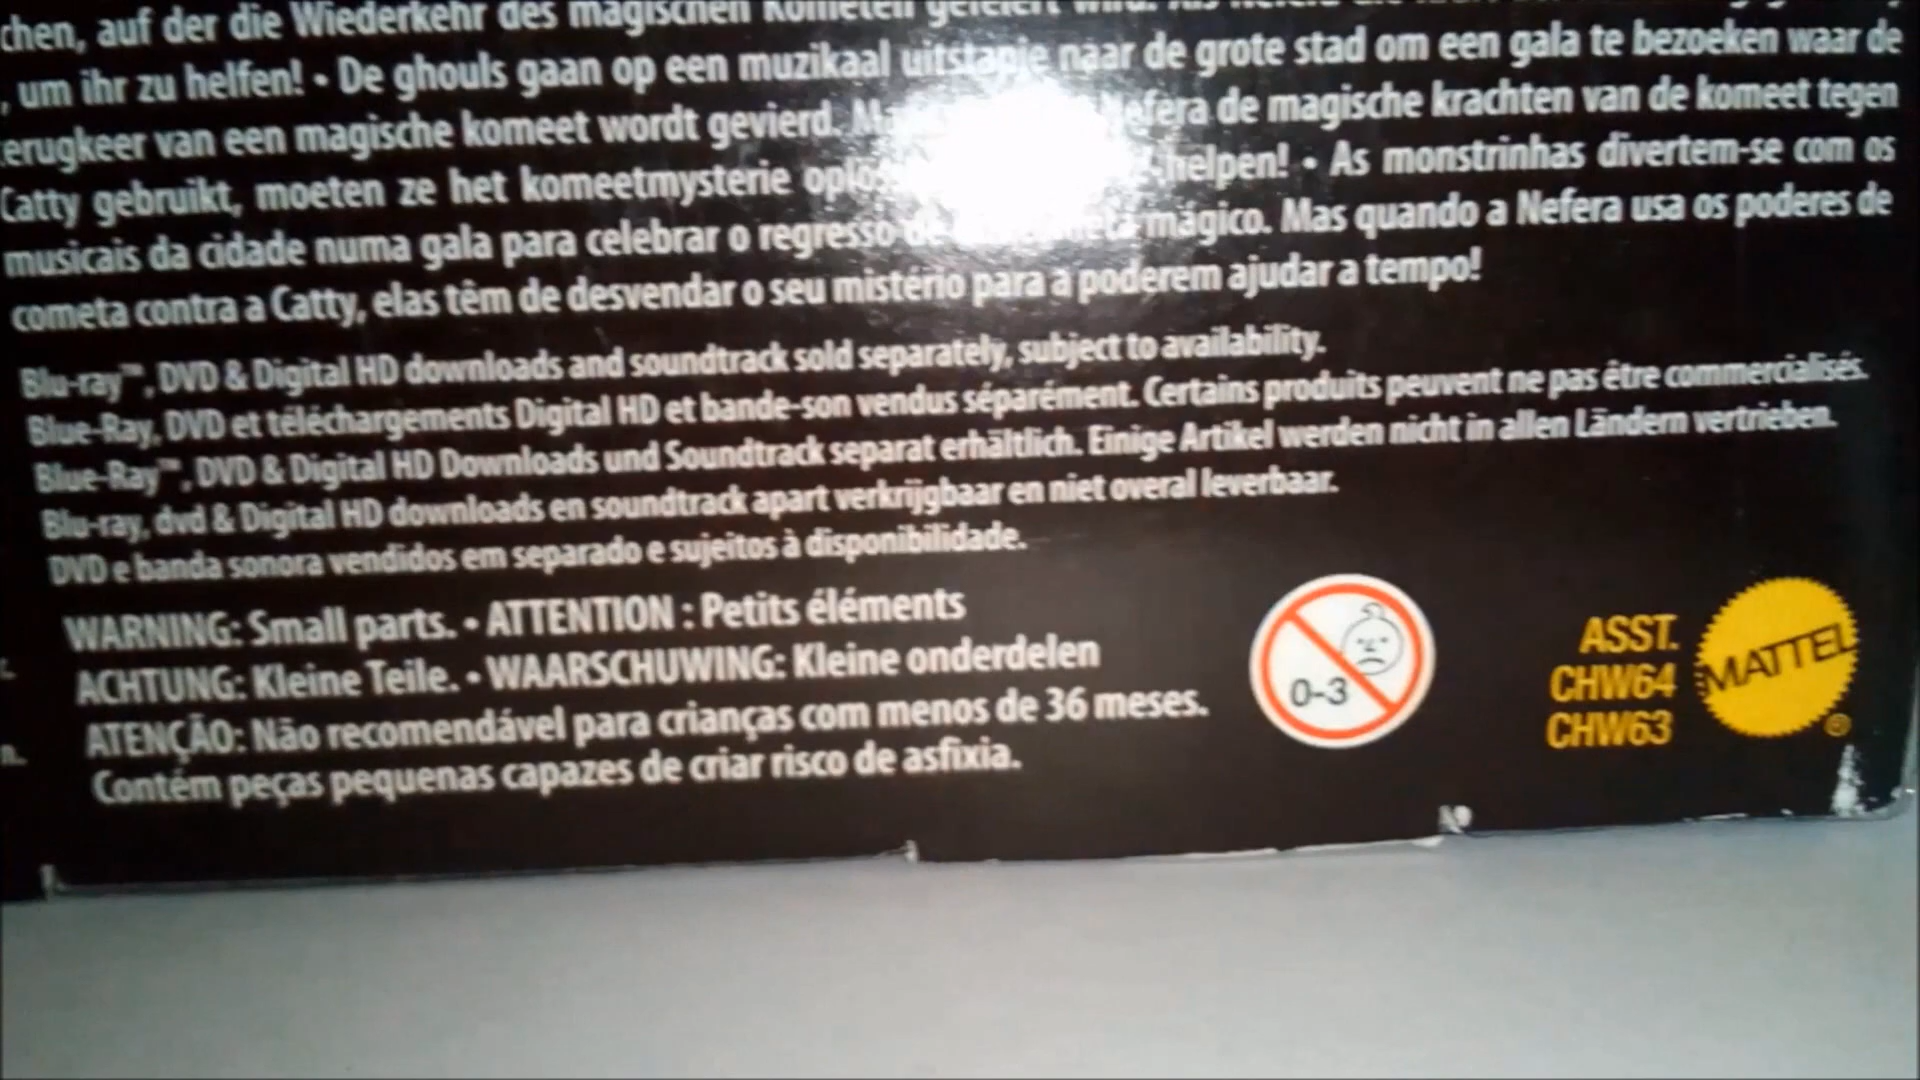 chen, auf der die Wiederkehr des magischen Kometen gefeiert wird.
, um ihr zu helfen! • De ghouls gaan op een muzikaal uitstapje naar de grote stad om een gala te bezoeken waar de
erugkeer van een magische komeet wordt gevierd. Nefera de magische krachten van de komeet tegen
Catty gebruikt, moeten ze het komeetmysterie helpen! • As monstrinhas divertem-se com os
musicais da cidade numa gala para celebrar o regresso mágico. Mas quando a Nefera usa os poderes de
cometa contra a Catty, elas têm de desvendar o seu mistério para a poderem ajudar a tempo!
Blu-ray™, DVD & Digital HD downloads and soundtrack sold separately, subject to availability.
Blue-Ray, DVD et téléchargements Digital HD et bande-son vendus séparément. Certains produits peuvent ne pas être commercialisés.
Blue-Ray™, DVD & Digital HD Downloads und Soundtrack separat erhältlich. Einige Artikel werden nicht in allen Ländern vertrieben.
Blu-ray, dvd & Digital HD downloads en soundtrack apart verkrijgbaar en niet overal leverbaar.
DVD e banda sonora vendidos em separado e sujeitos à disponibilidade.
WARNING: Small parts. • ATTENTION : Petits éléments
ACHTUNG: Kleine Teile. • WAARSCHUWING: Kleine onderdelen
ATENÇÃO: Não recomendável para crianças com menos de 36 meses.
Contém peças pequenas capazes de criar risco de asfixia.
0-3
ASST.
CHW64
CHW63
MATTEL
®